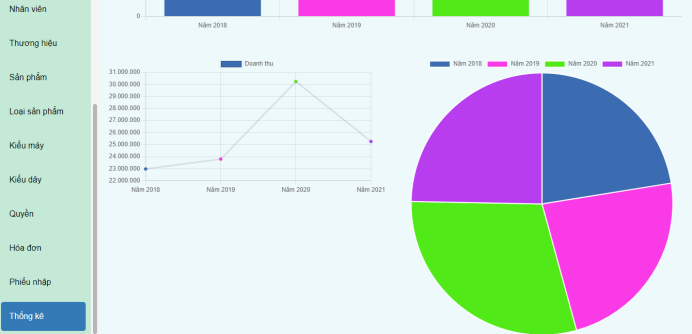 Nhân viên
Thương hiệu
Sản phẩm
Loại sản phẩm
Kiểu máy
Kiểu dây
Quyền
Hóa đơn
Phiếu nhập
Thống kê
0
Năm 2018 Năm 2019 Năm 2020 Năm 2021
Doanh thu
31.000.000
30.000.000
29.000.000
28.000.000
27.000.000
26.000.000
25.000.000
24.000.000
23.000.000
22.000.000
Năm 2018 Năm 2019 Năm 2020 Năm 2021
Năm 2018 Năm 2019 Năm 2020 Năm 2021